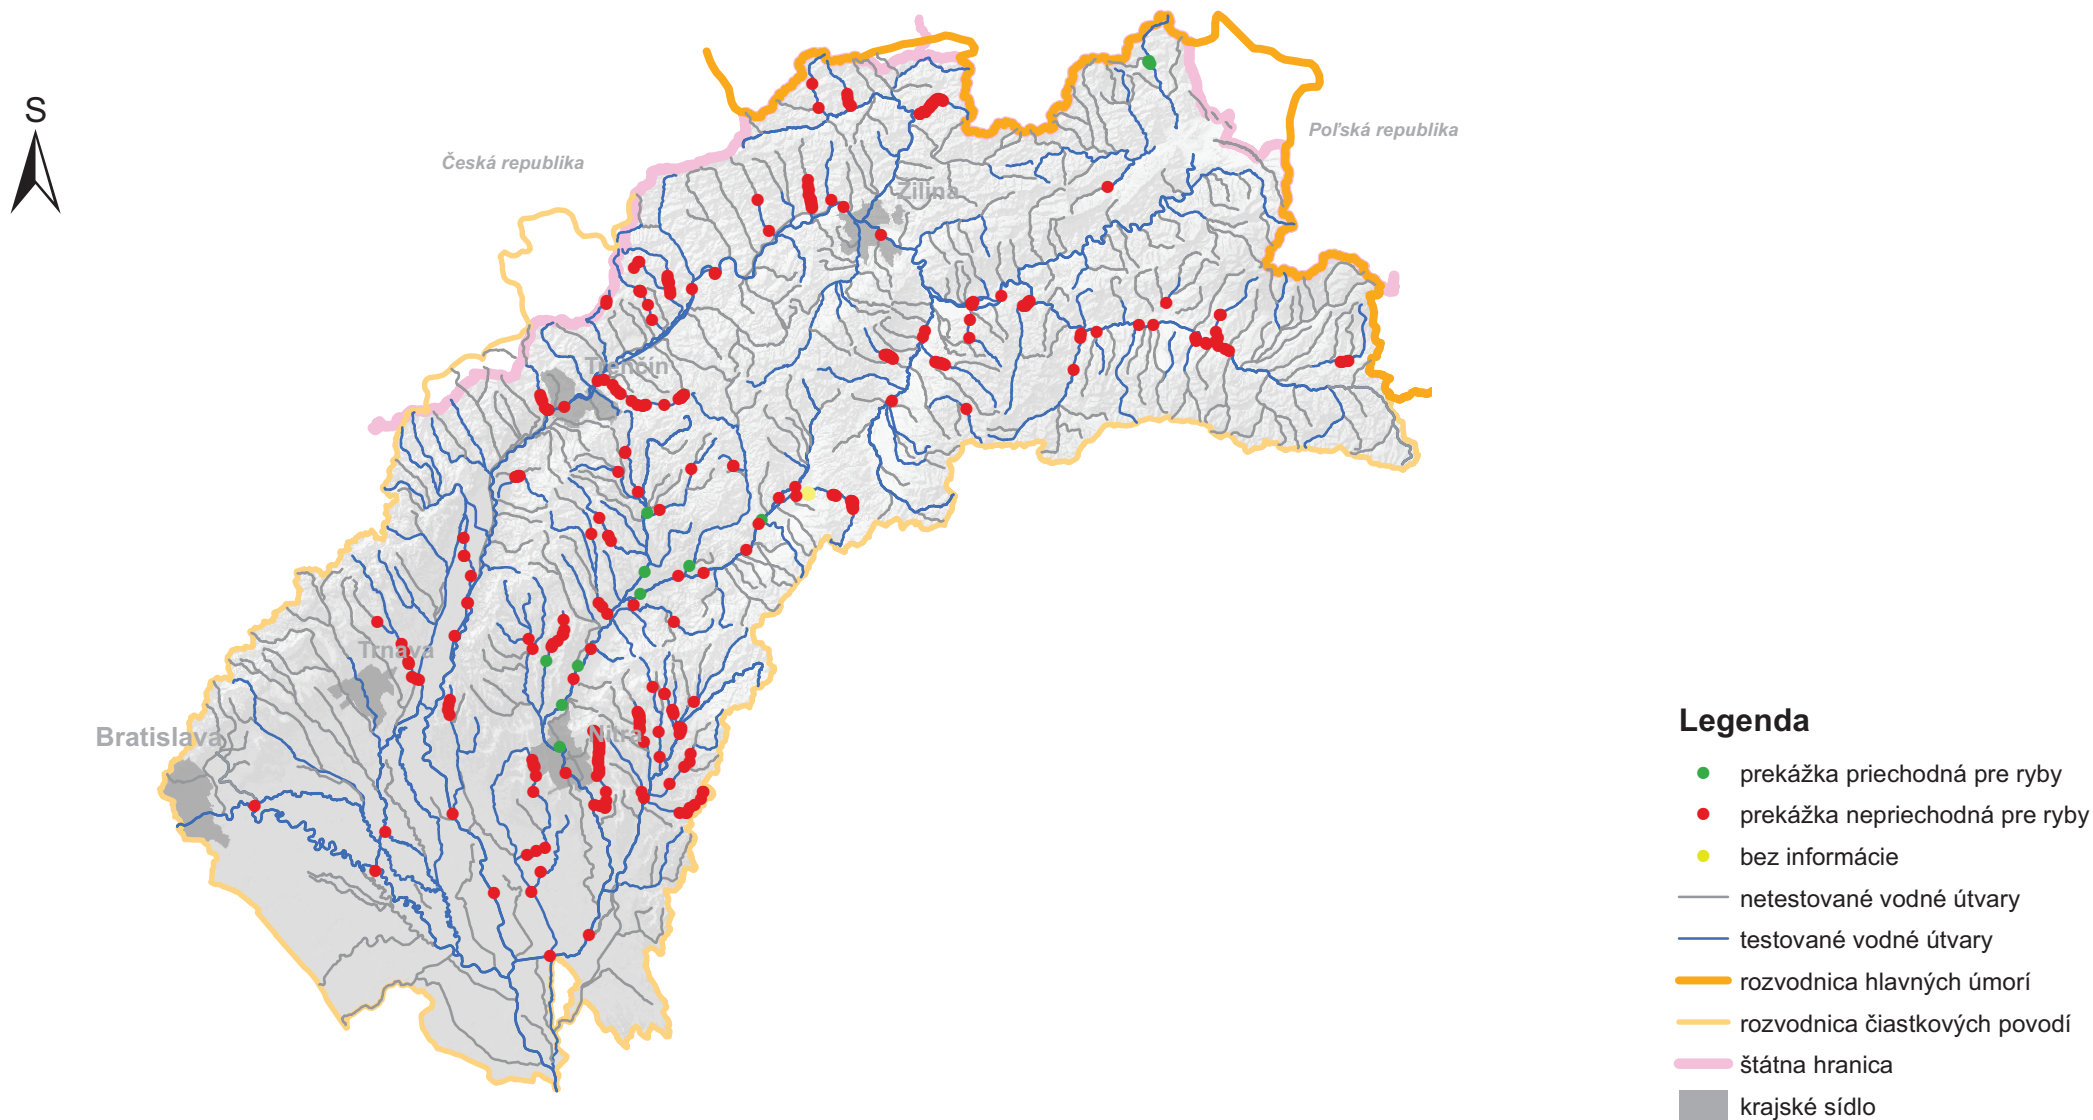 S
Česká republika
Poľská republika
Žilina
Trenčín
Trnava
Bratislava
Nitra
Legenda
prekážka priechodná pre ryby
prekážka nepriechodná pre ryby
bez informácie
netestované vodné útvary
testované vodné útvary
rozvodnica hlavných úmorí
rozvodnica čiastkových povodí
štátna hranica
krajské sídlo